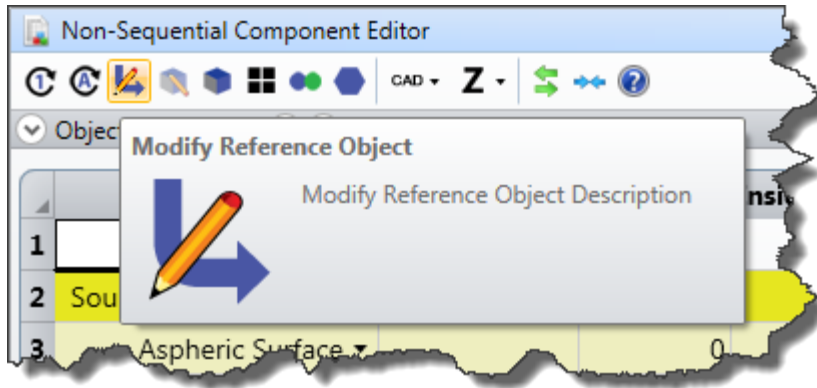 Non-Sequential Component Editor
CAD Z
Objec
Modify Reference Object
Modify Reference Object Description
nsi
1
2 Sou
3 Aspheric Surface 0